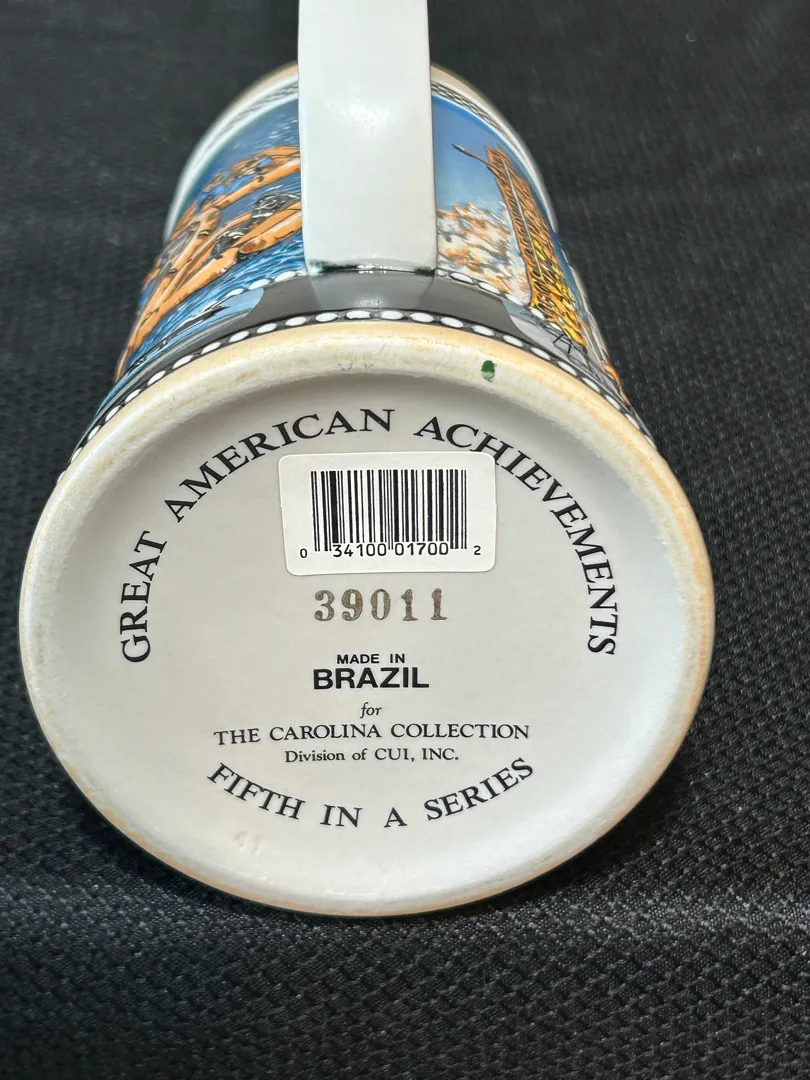 GREAT AMERICAN ACHIEVEMENTS
0 34100 01700 2
39011
MADE IN
BRAZIL
for
THE CAROLINA COLLECTION
Division of CUI, INC.
FIFTH IN A SERIES
41